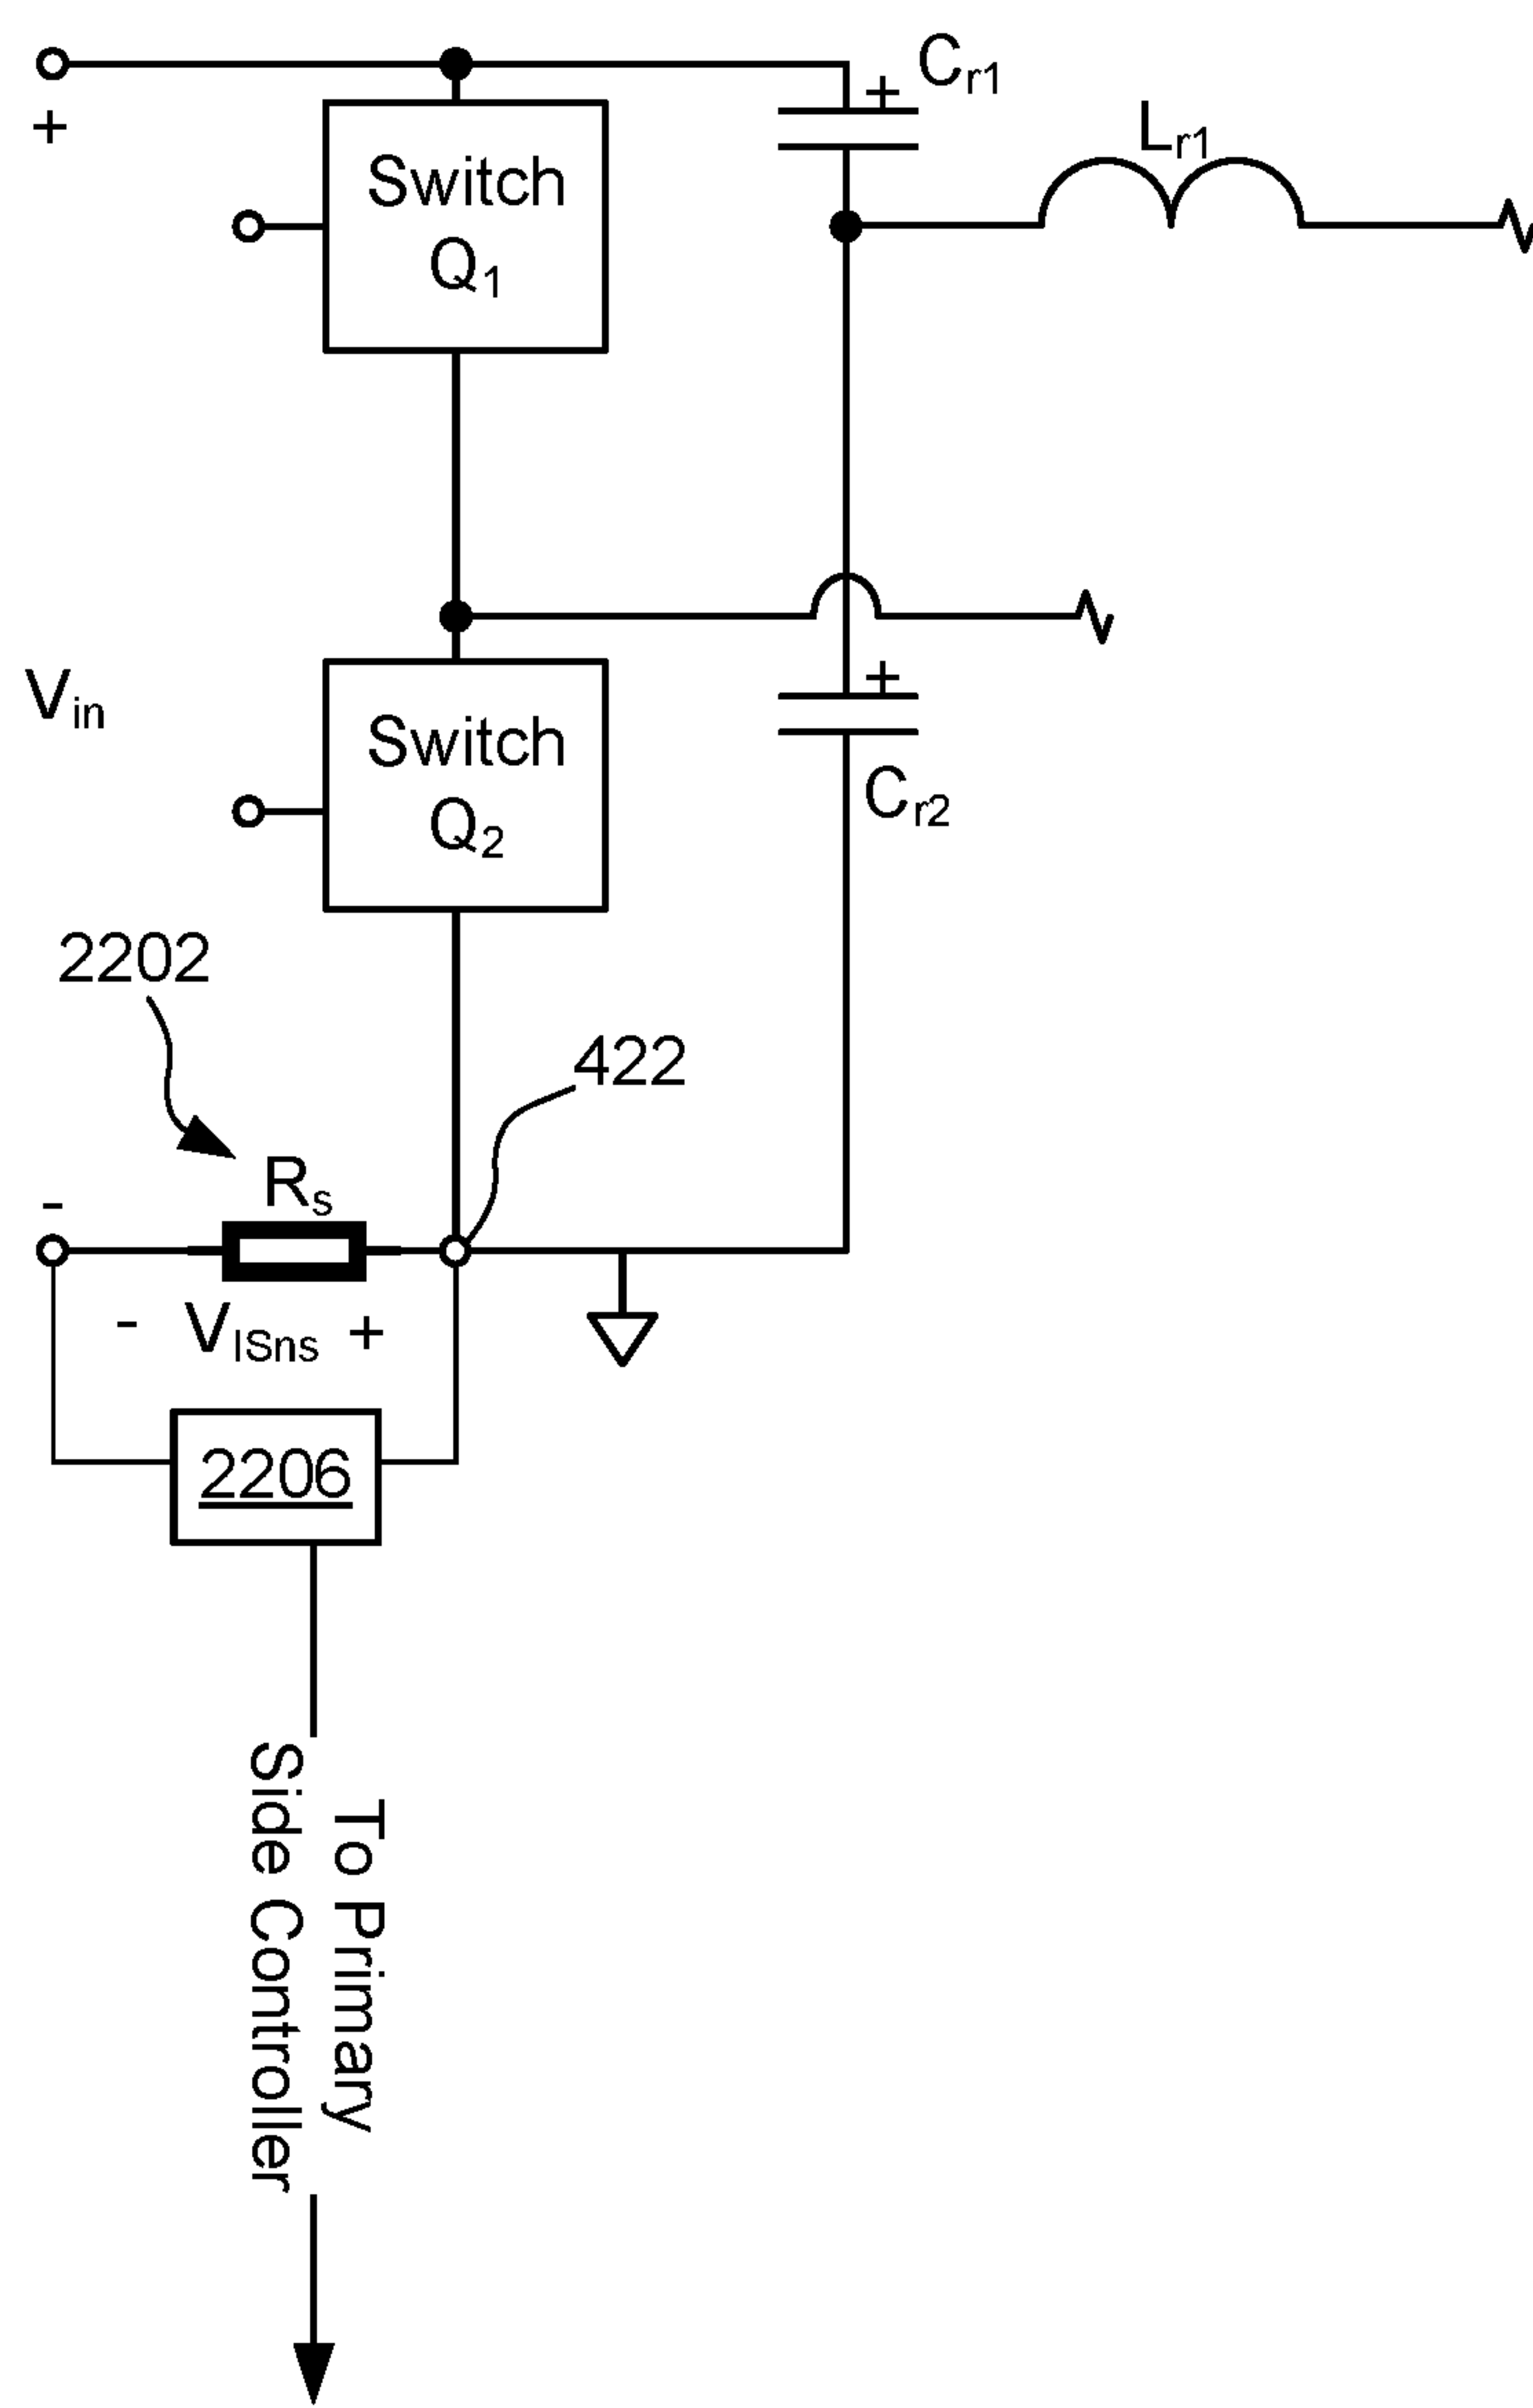 +
+
Cr1
Lr1
Switch
Q1
Vin
+
Switch
Q2
Cr2
2202
422
-
Rs
- VISns +
2206
To Primary
Side Controller